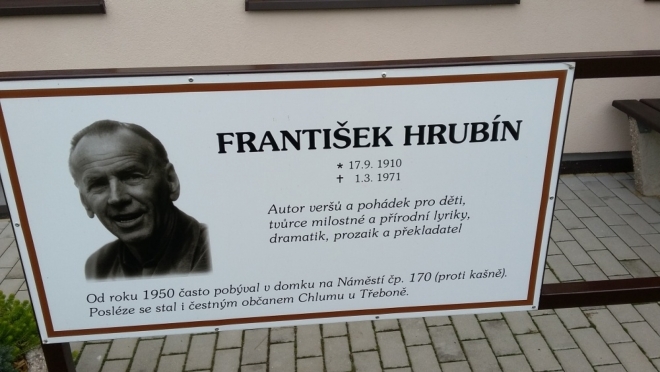 FRANTIŠEK HRUBÍN
* 17.9. 1910
✝ 1.3. 1971
Autor veršů a pohádek pro děti,
tvůrce milostné a přírodní lyriky,
dramatik, prozaik a překladatel
Od roku 1950 často pobýval v domku na Náměstí čp. 170 (proti kašně).
Posléze se stal i čestným občanem Chlumu u Třeboně.